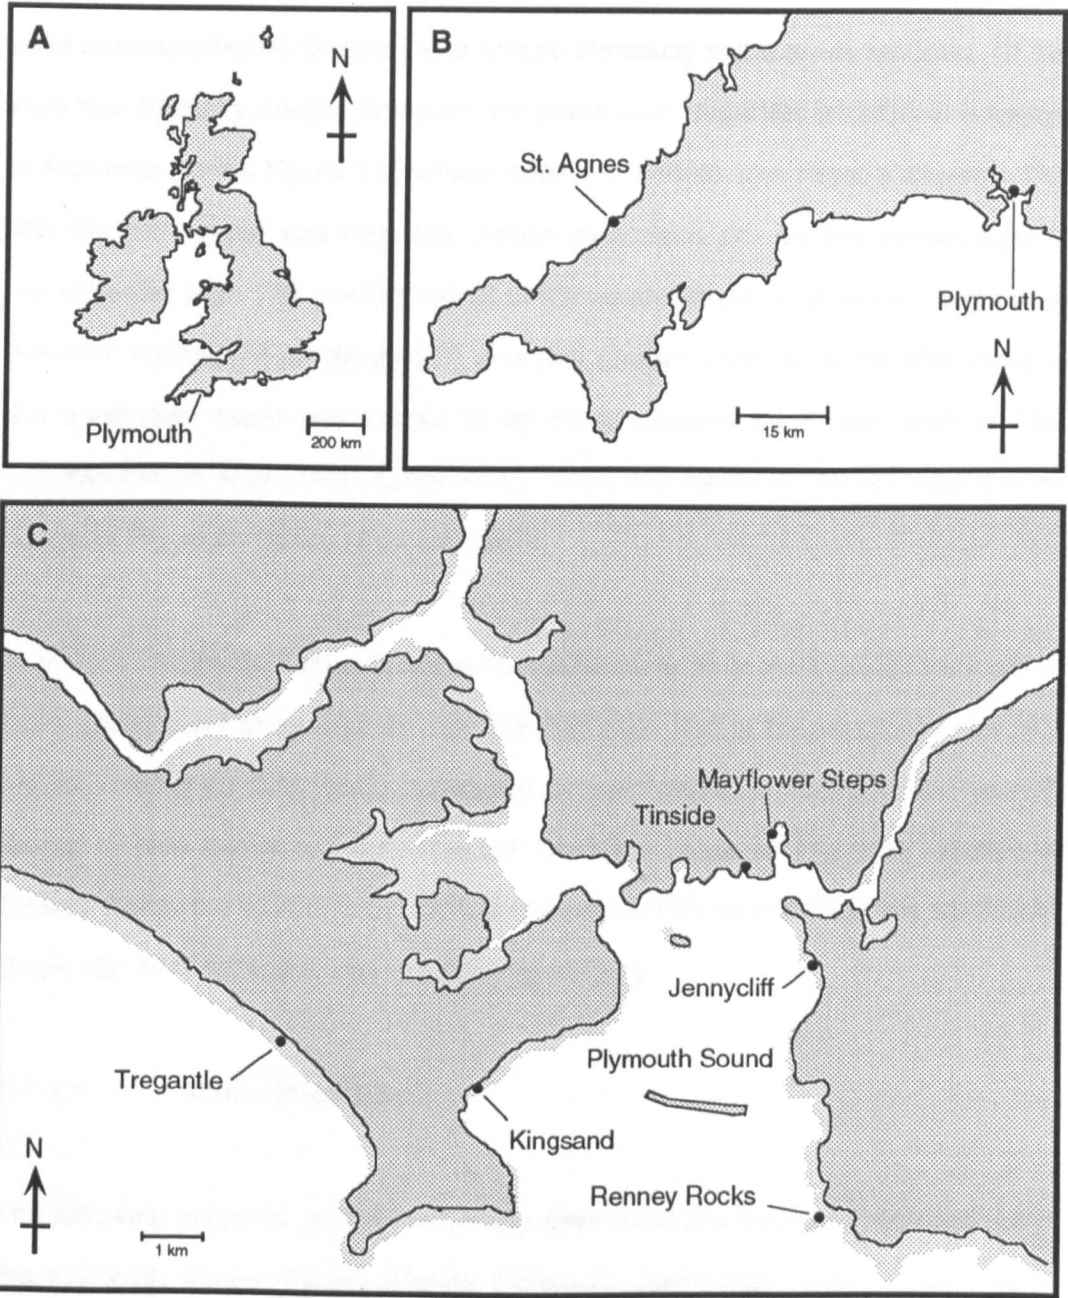 A
N
Plymouth
200 km
B
St. Agnes
Plymouth
N
15 km
C
Mayflower Steps
Tinside
Jennycliff
Plymouth Sound
Tregantle
Kingsand
Renney Rocks
N
1 km